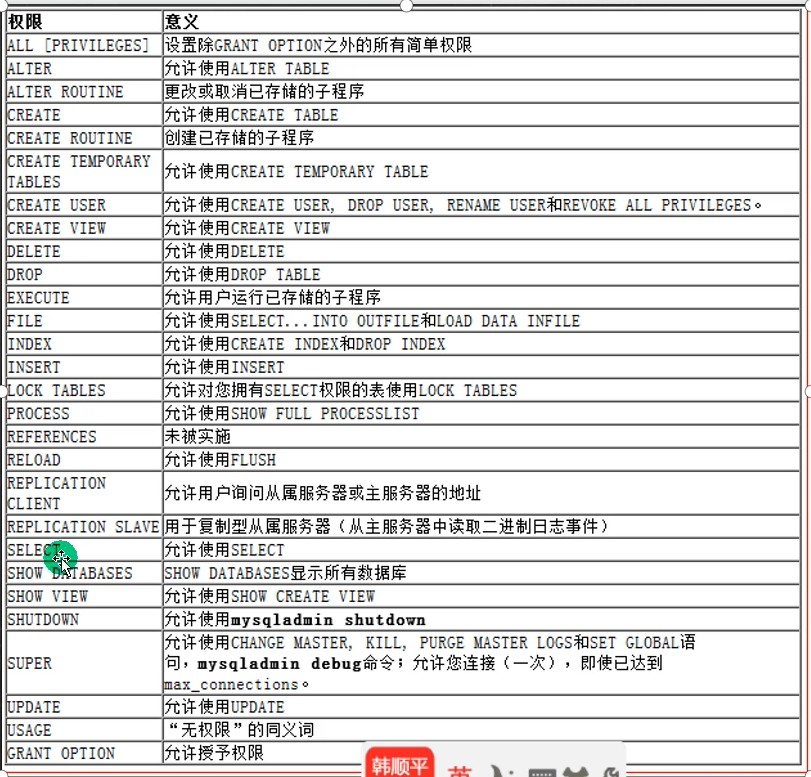 权限 意义
ALL [PRIVILEGES] 设置除GRANT OPTION之外的所有简单权限
ALTER 允许使用ALTER TABLE
ALTER ROUTINE 更改或取消已存储的子程序
CREATE 允许使用CREATE TABLE
CREATE ROUTINE 创建已存储的子程序
CREATE TEMPORARY
TABLES
允许使用CREATE TEMPORARY TABLE
CREATE USER 允许使用CREATE USER, DROP USER, RENAME USER和REVOKE ALL PRIVILEGES。
CREATE VIEW 允许使用CREATE VIEW
DELETE 允许使用DELETE
DROP 允许使用DROP TABLE
EXECUTE 允许用户运行已存储的子程序
FILE 允许使用SELECT...INTO OUTFILE和LOAD DATA INFILE
INDEX 允许使用CREATE INDEX和DROP INDEX
INSERT 允许使用INSERT
LOCK TABLES 允许对您拥有SELECT权限的表使用LOCK TABLES
PROCESS 允许使用SHOW FULL PROCESSLIST
REFERENCES 未被实施
RELOAD 允许使用FLUSH
REPLICATION
CLIENT
允许用户询问从属服务器或主服务器的地址
REPLICATION SLAVE 用于复制型从属服务器（从主服务器中读取二进制日志事件）
SELECT 允许使用SELECT
SHOW DATABASES SHOW DATABASES显示所有数据库
SHOW VIEW 允许使用SHOW CREATE VIEW
SHUTDOWN 允许使用mysqladmin shutdown
SUPER
允许使用CHANGE MASTER, KILL, PURGE MASTER LOGS和SET GLOBAL语
句，mysqladmin debug命令；允许您连接（一次），即使已达到
max_connections。
UPDATE 允许使用UPDATE
USAGE “无权限”的同义词
GRANT OPTION 允许授予权限
韩顺平 英